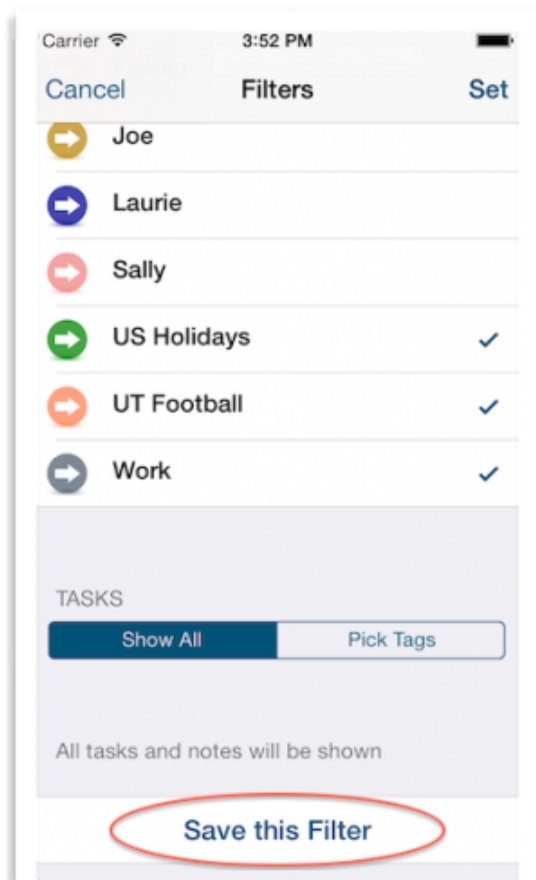 Carrier 3:52 PM
Cancel Filters Set
Joe
Laurie
Sally
US Holidays
UT Football
Work
TASKS
Show All Pick Tags
All tasks and notes will be shown
Save this Filter